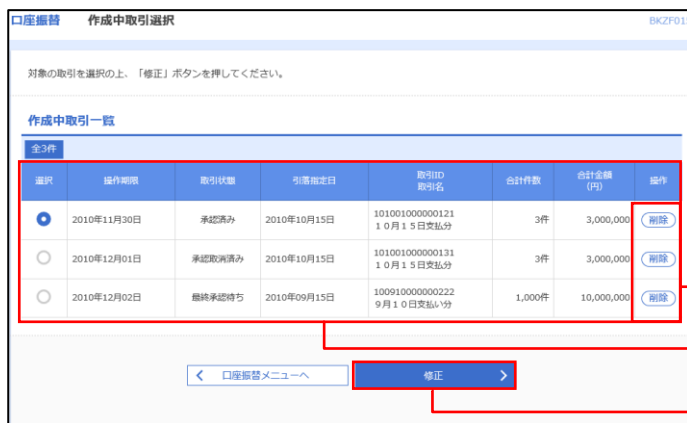 口座振替 作成中取引選択 BKZF01
対象の取引を選択の上、「修正」ボタンを押してください。
作成中取引一覧
全3件
選択 操作期限 取引状態 引落指定日 取引ID 取引名 合計件数 合計金額(円) 操作
2010年11月30日 承認済み 2010年10月15日 101001000000121 3件 3,000,000 削除
10月15日支払分
2010年12月01日 承認取消済み 2010年10月15日 101001000000131 3件 3,000,000 削除
10月15日支払分
2010年12月02日 最終承認待ち 2010年09月15日 100910000000222 1,000件 10,000,000 削除
9月10日支払い分
口座振替メニューへ 修正